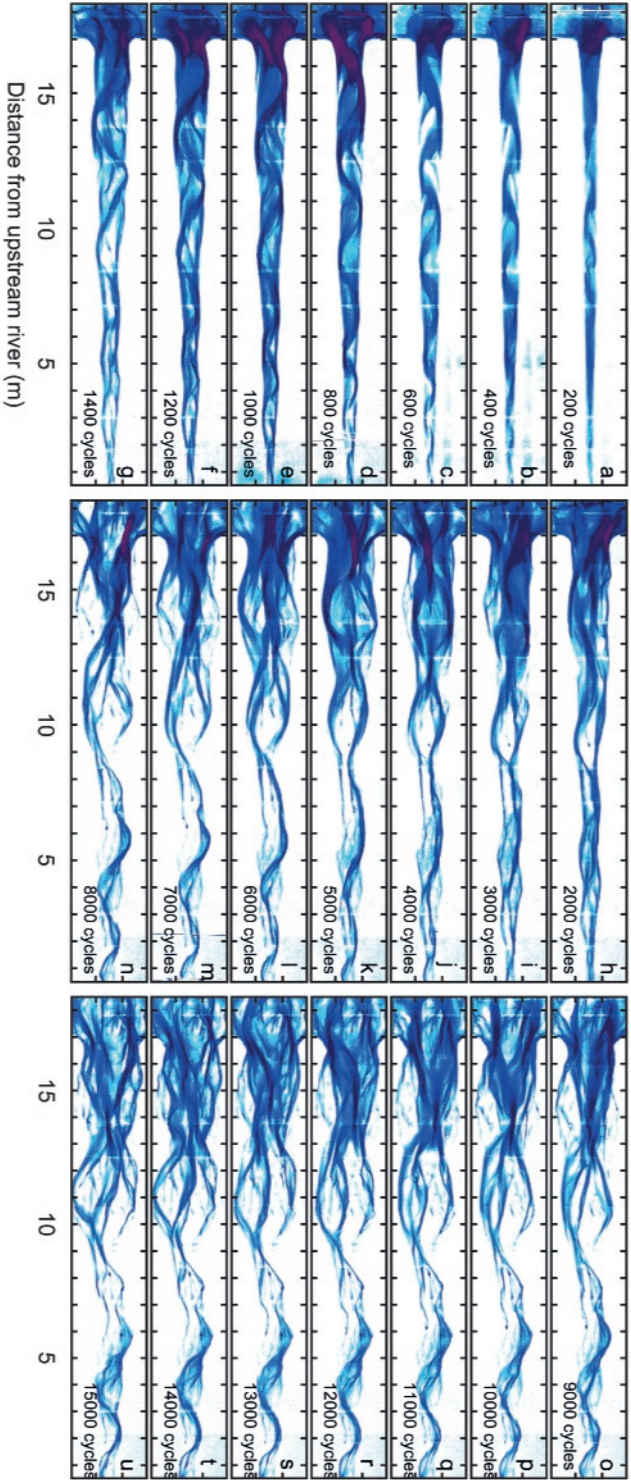 a
200 cycles
b
400 cycles
c
600 cycles
d
800 cycles
e
1000 cycles
f
1200 cycles
g
1400 cycles
15 10 5
Distance from upstream river (m)
h
2000 cycles
i
3000 cycles
j
4000 cycles
k
5000 cycles
l
6000 cycles
m
7000 cycles
n
8000 cycles
15 10 5
o
9000 cycles
p
10000 cycles
q
11000 cycles
r
12000 cycles
s
13000 cycles
t
14000 cycles
u
15000 cycles
15 10 5